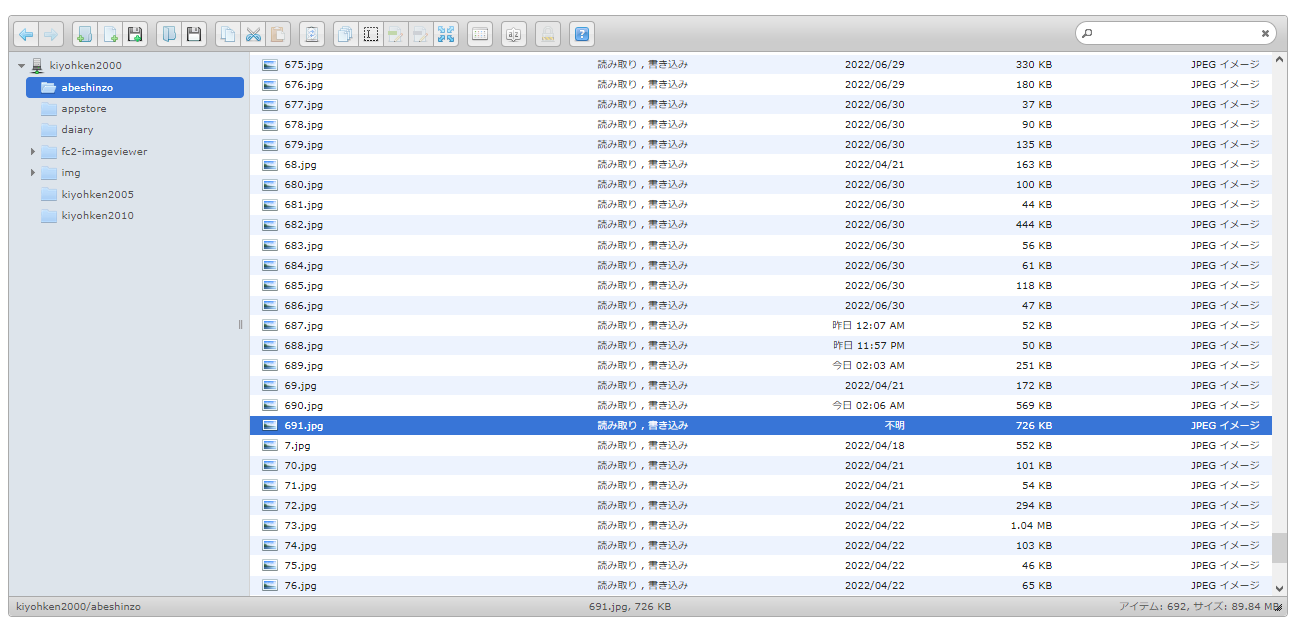 kiyohken2000
abeshinzo
appstore
daiary
fc2-imageviewer
img
kiyohken2005
kiyohken2010
675.jpg 読み取り , 書き込み 2022/06/29 330 KB JPEG イメージ
676.jpg 読み取り , 書き込み 2022/06/29 180 KB JPEG イメージ
677.jpg 読み取り , 書き込み 2022/06/30 37 KB JPEG イメージ
678.jpg 読み取り , 書き込み 2022/06/30 90 KB JPEG イメージ
679.jpg 読み取り , 書き込み 2022/06/30 135 KB JPEG イメージ
68.jpg 読み取り , 書き込み 2022/04/21 163 KB JPEG イメージ
680.jpg 読み取り , 書き込み 2022/06/30 100 KB JPEG イメージ
681.jpg 読み取り , 書き込み 2022/06/30 44 KB JPEG イメージ
682.jpg 読み取り , 書き込み 2022/06/30 444 KB JPEG イメージ
683.jpg 読み取り , 書き込み 2022/06/30 56 KB JPEG イメージ
684.jpg 読み取り , 書き込み 2022/06/30 61 KB JPEG イメージ
685.jpg 読み取り , 書き込み 2022/06/30 118 KB JPEG イメージ
686.jpg 読み取り , 書き込み 2022/06/30 47 KB JPEG イメージ
687.jpg 読み取り , 書き込み 昨日 12:07 AM 52 KB JPEG イメージ
688.jpg 読み取り , 書き込み 昨日 11:57 PM 50 KB JPEG イメージ
689.jpg 読み取り , 書き込み 今日 02:03 AM 251 KB JPEG イメージ
69.jpg 読み取り , 書き込み 2022/04/21 172 KB JPEG イメージ
690.jpg 読み取り , 書き込み 今日 02:06 AM 569 KB JPEG イメージ
691.jpg 読み取り , 書き込み 不明 726 KB JPEG イメージ
7.jpg 読み取り , 書き込み 2022/04/18 552 KB JPEG イメージ
70.jpg 読み取り , 書き込み 2022/04/21 101 KB JPEG イメージ
71.jpg 読み取り , 書き込み 2022/04/21 54 KB JPEG イメージ
72.jpg 読み取り , 書き込み 2022/04/21 294 KB JPEG イメージ
73.jpg 読み取り , 書き込み 2022/04/22 1.04 MB JPEG イメージ
74.jpg 読み取り , 書き込み 2022/04/22 103 KB JPEG イメージ
75.jpg 読み取り , 書き込み 2022/04/22 46 KB JPEG イメージ
76.jpg 読み取り , 書き込み 2022/04/22 65 KB JPEG イメージ
kiyohken2000/abeshinzo 691.jpg, 726 KB アイテム: 692, サイズ: 89.84 MB